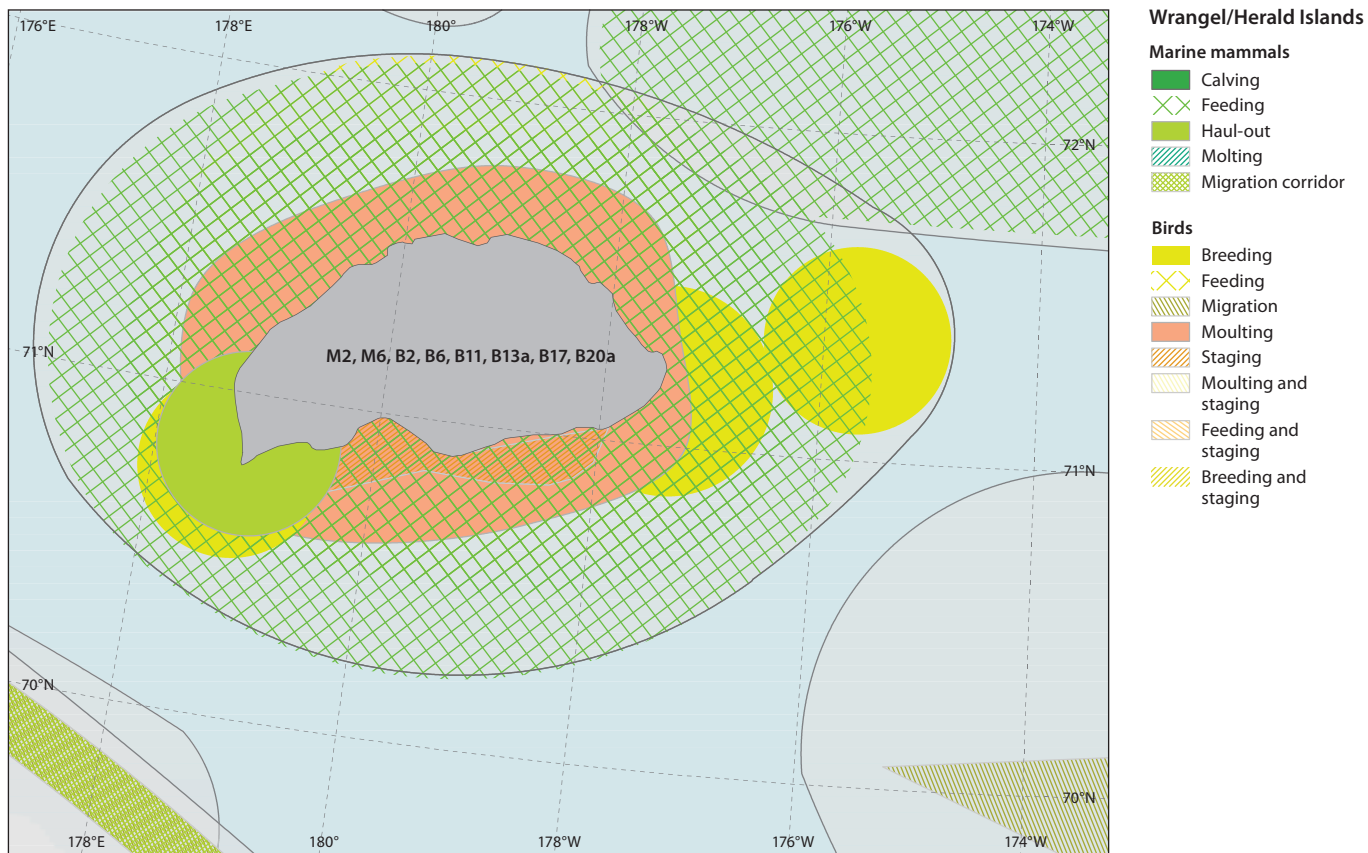 176°E
178°E
180°
178°W
176°W
174°W
72°N
71°N
M2, M6, B2, B6, B11, B13a, B17, B20a
71°N
70°N
70°N
178°E
180°
178°W
176°W
174°W
Wrangel/Herald Islands
Marine mammals
Calving
Feeding
Haul-out
Molting
Migration corridor
Birds
Breeding
Feeding
Migration
Moulting
Staging
Moulting and
staging
Feeding and
staging
Breeding and
staging